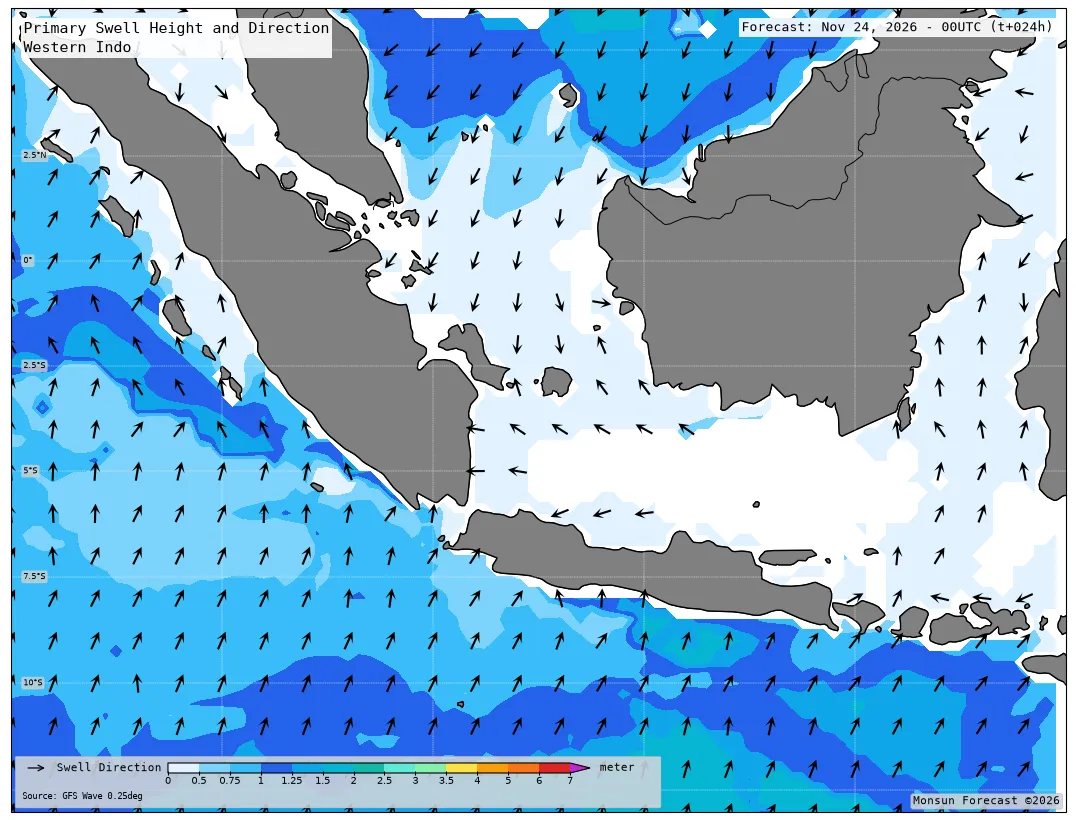 Primary Swell Height and Direction
Western Indo
Forecast: Nov 24, 2026 - 00UTC (t+024h)
2.5°N
0°
2.5°S
5°S
7.5°S
10°S
Swell Direction
0 0.5 0.75 1 1.25 1.5 2 2.5 3 3.5 4 5 6 7
meter
Source: GFS Wave 0.25deg
Monsun Forecast ©2026